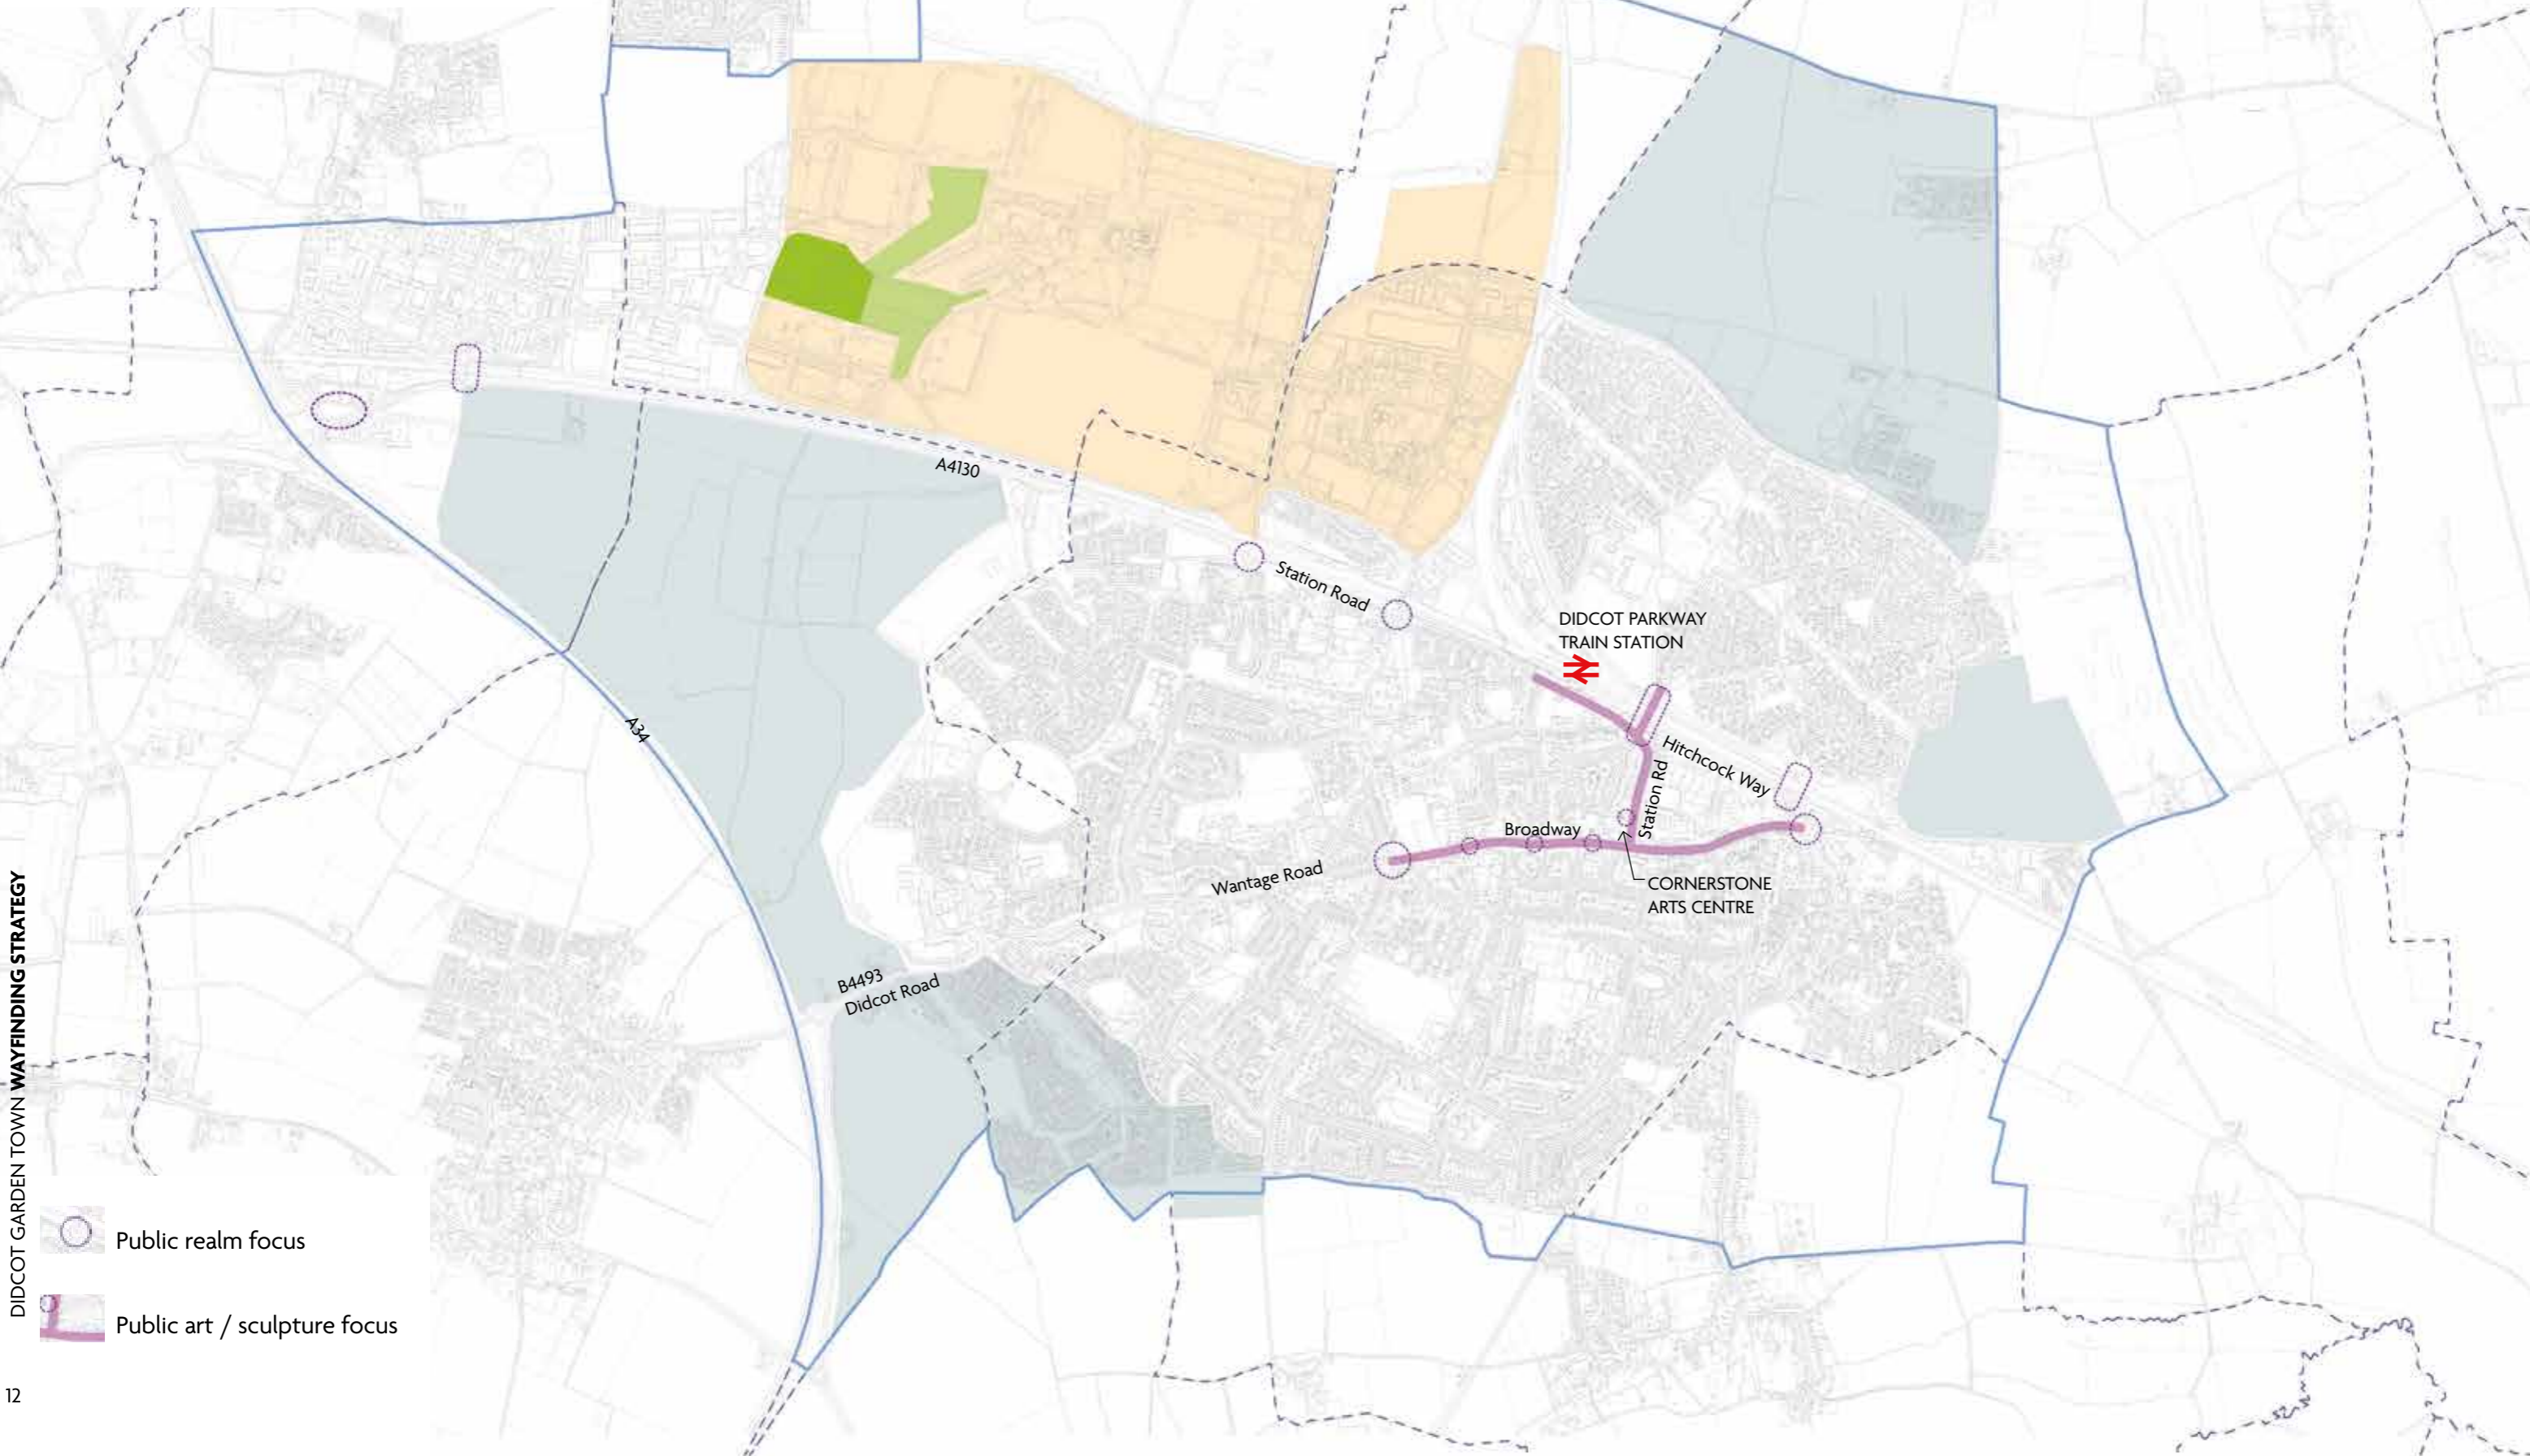 A4130
Station Road
DIDCOT PARKWAY
TRAIN STATION
A34
Hitchcock Way
Station Rd
Broadway
Wantage Road
CORNERSTONE
ARTS CENTRE
B4493
Didcot Road
DIDCOT GARDEN TOWN WAYFINDING STRATEGY
Public realm focus
Public art / sculpture focus
12